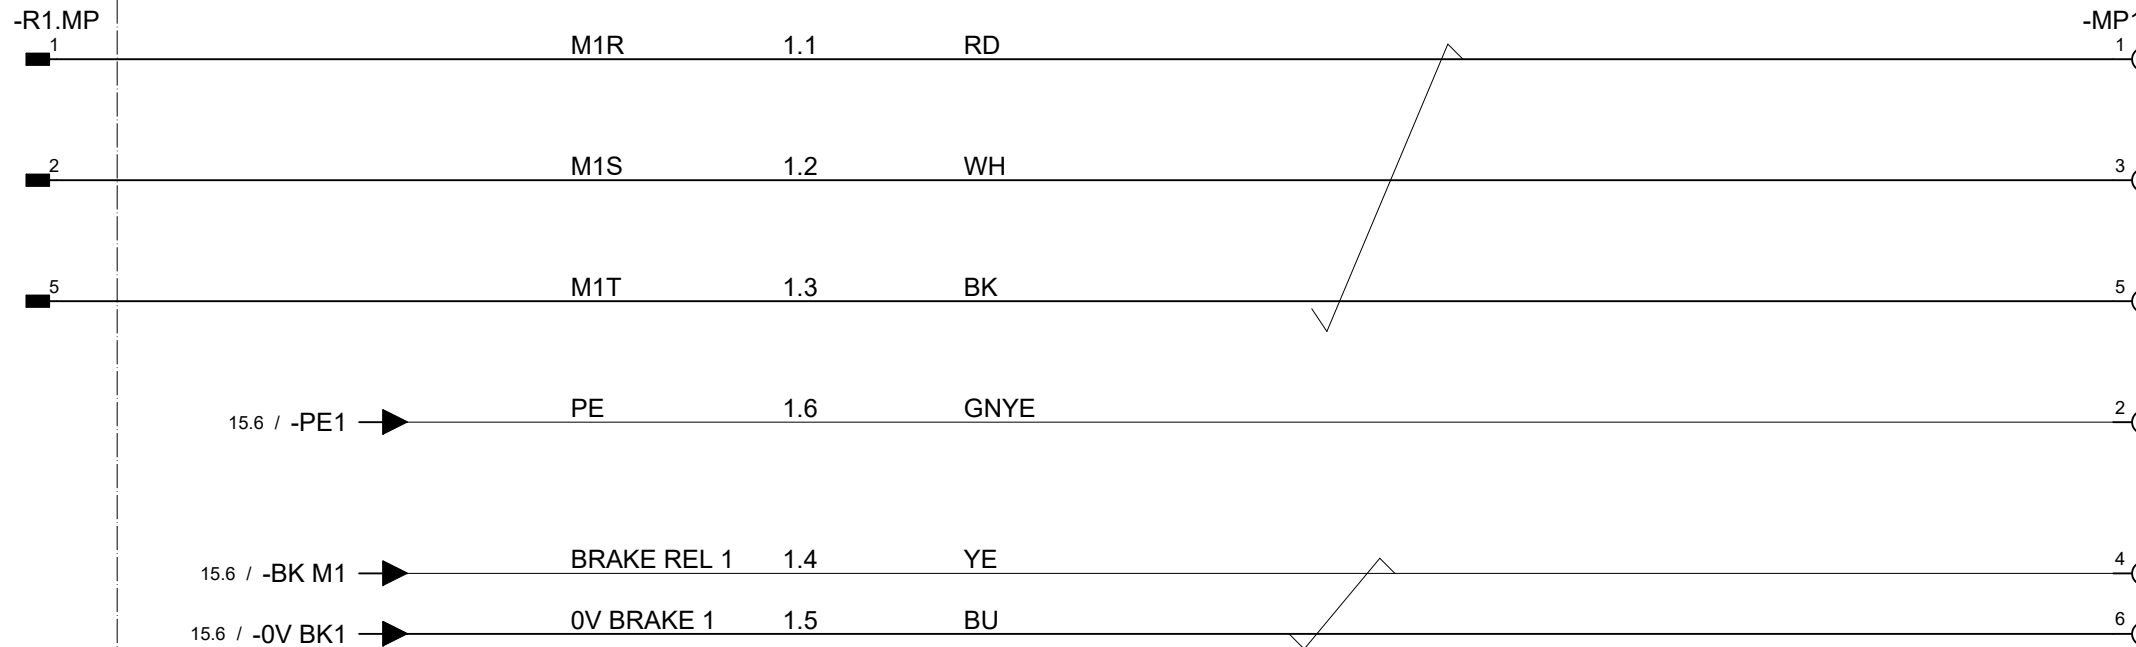 -R1.MP -MP1
1 M1R 1.1 RD 1
2 M1S 1.2 WH 3
5 M1T 1.3 BK 5
15.6 / -PE1 PE 1.6 GNYE 2
15.6 / -BK M1 BRAKE REL 1 1.4 YE 4
15.6 / -0V BK1 0V BRAKE 1 1.5 BU 6